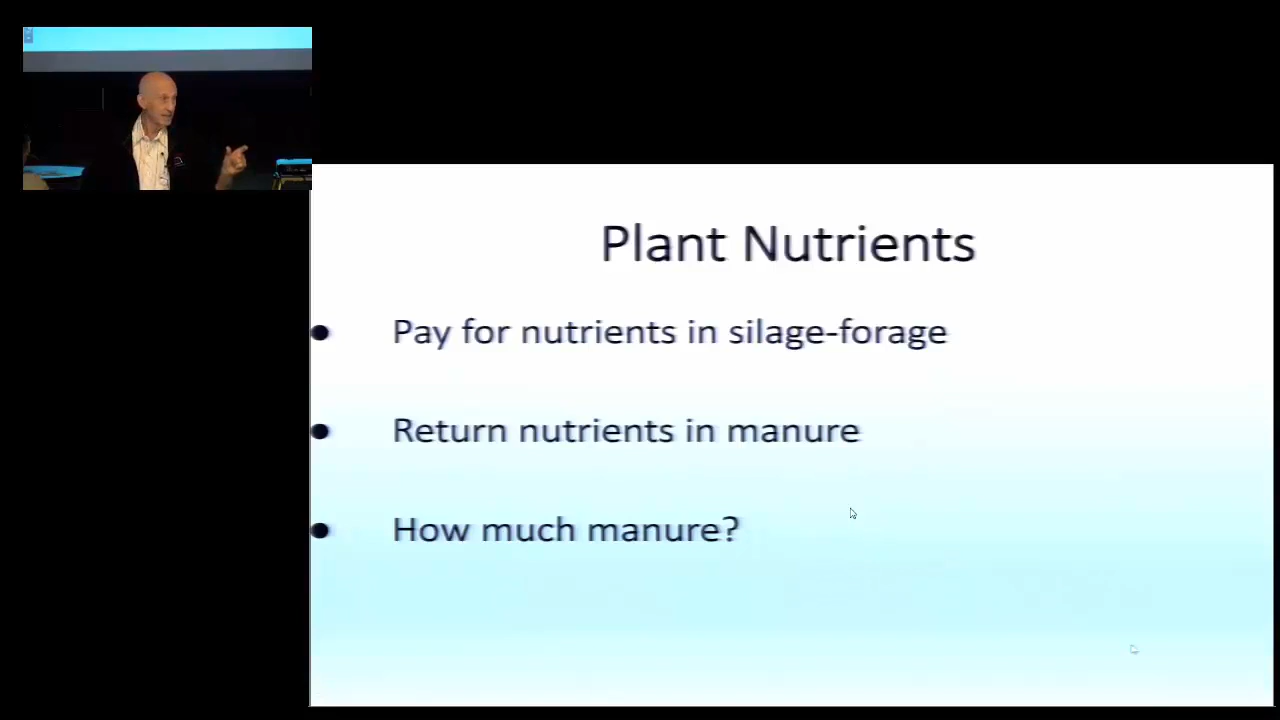 Plant Nutrients
• Pay for nutrients in silage-forage
• Return nutrients in manure
• How much manure?